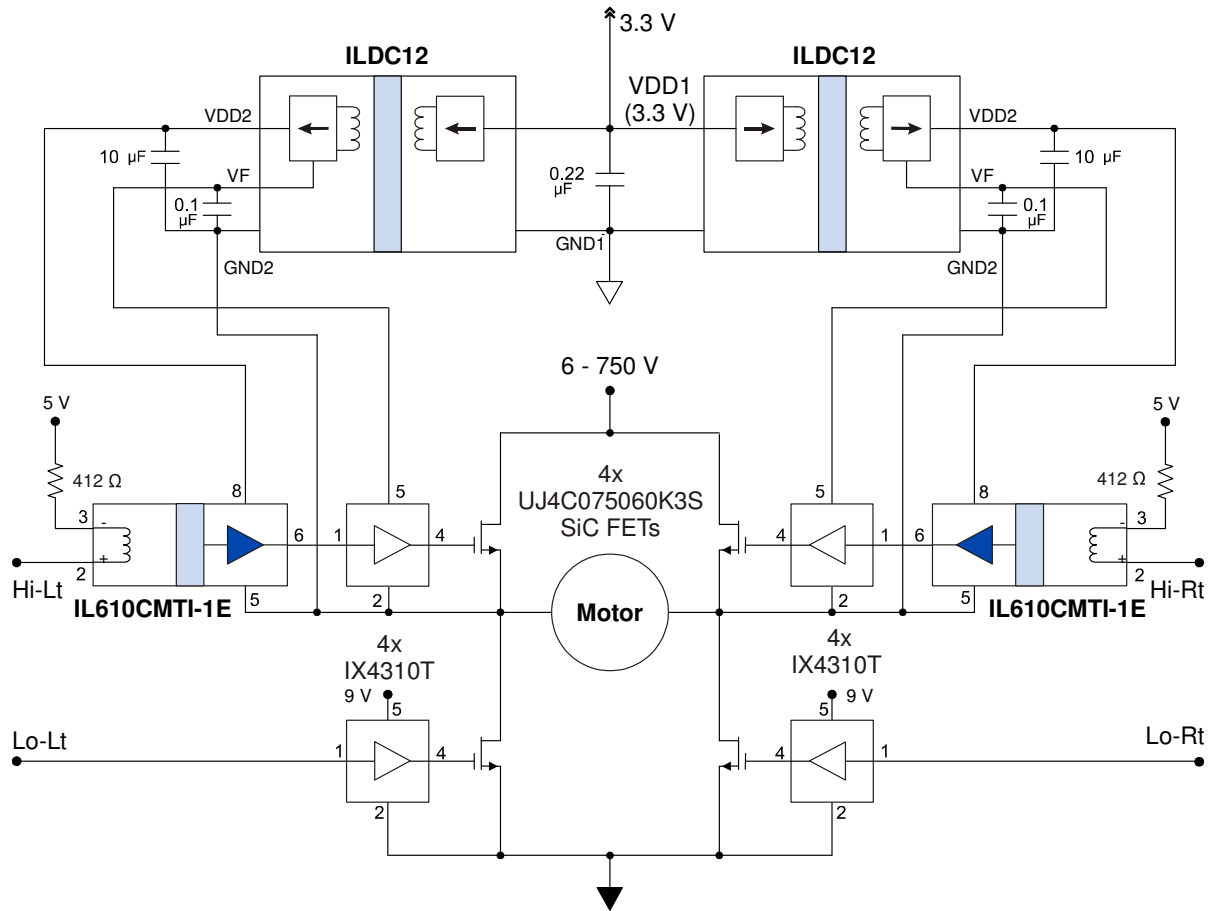 3.3 V
ILDC12
ILDC12
VDD1
(3.3 V)
VDD2
VDD2
10 µF
10 µF
VF
VF
0.1
µF
0.22
µF
0.1
µF
GND1
GND2
GND2
6 - 750 V
5 V
5 V
412 Ω
412 Ω
4x
UJ4C075060K3S
SiC FETs
8
5
5
8
3
-
6
1
4
4
1
6
-
3
+
2
+
2
Hi-Lt
Hi-Rt
5
2
2
5
IL610CMTI-1E
IL610CMTI-1E
Motor
4x
IX4310T
4x
IX4310T
9 V
5
5
9 V
Lo-Lt
Lo-Rt
1
4
4
1
2
2